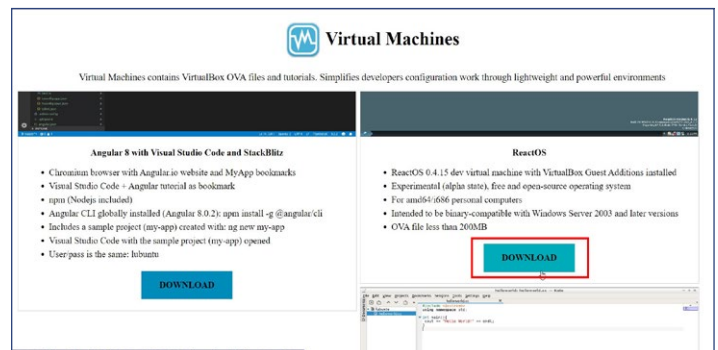 Virtual Machines
Virtual Machines contains VirtualBox OVA files and tutorials. Simplifies developers configuration work through lightweight and powerful environments
Angular 8 with Visual Studio Code and StackBlitz
Chromium browser with Angular.io website and MyApp bookmarks
Visual Studio Code + Angular tutorial as bookmark
npm (Nodejs included)
Angular CLI globally installed (Angular 8.0.2): npm install -g @angular/cli
Includes a sample project (my-app) created with: ng new my-app
Visual Studio Code with the sample project (my-app) opened
User/pass is the same: lubuntu
DOWNLOAD
ReactOS
ReactOS 0.4.15 dev virtual machine with VirtualBox Guest Additions installed
Experimental (alpha state), free and open-source operating system
For amd64/i686 personal computers
Intended to be binary-compatible with Windows Server 2003 and later versions
OVA file less than 200MB
DOWNLOAD
using namespace std;